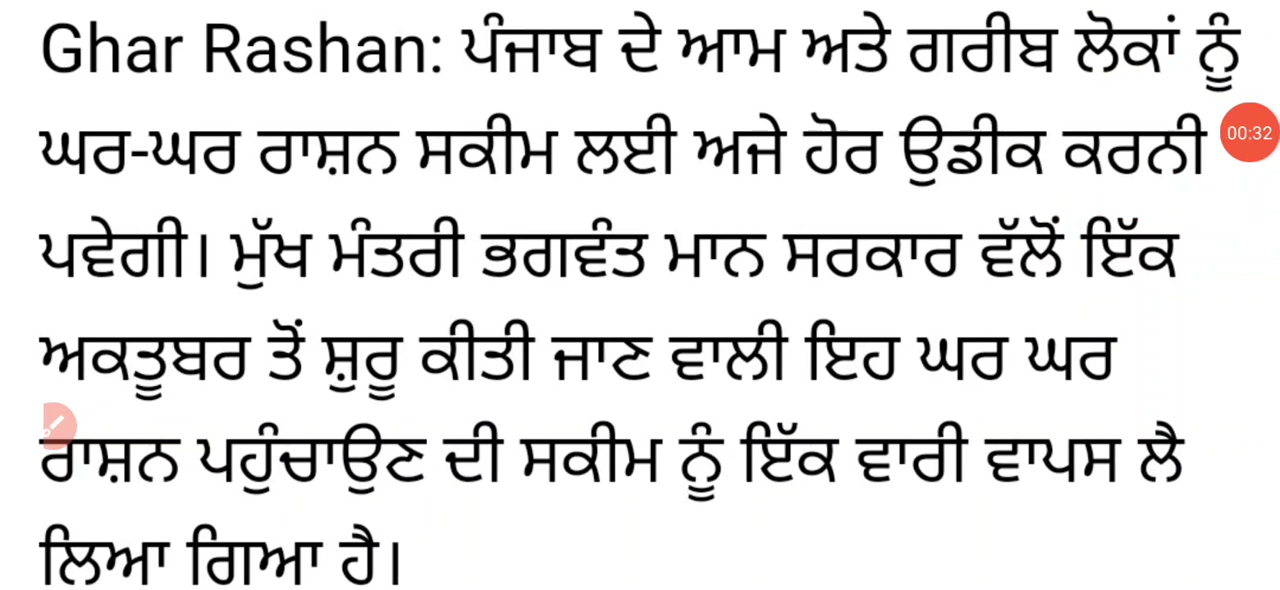 Ghar Rashan: ਪੰਜਾਬ ਦੇ ਆਮ ਅਤੇ ਗਰੀਬ ਲੋਕਾਂ ਨੂੰ
ਘਰ-ਘਰ ਰਾਸ਼ਨ ਸਕੀਮ ਲਈ ਅਜੇ ਹੋਰ ਉਡੀਕ ਕਰਨੀ
00:32
ਪਵੇਗੀ। ਮੁੱਖ ਮੰਤਰੀ ਭਗਵੰਤ ਮਾਨ ਸਰਕਾਰ ਵੱਲੋਂ ਇੱਕ
ਅਕਤੂਬਰ ਤੋਂ ਸ਼ੁਰੂ ਕੀਤੀ ਜਾਣ ਵਾਲੀ ਇਹ ਘਰ ਘਰ
ਰਾਸ਼ਨ ਪਹੁੰਚਾਉਣ ਦੀ ਸਕੀਮ ਨੂੰ ਇੱਕ ਵਾਰੀ ਵਾਪਸ ਲੈ
ਲਿਆ ਗਿਆ ਹੈ।